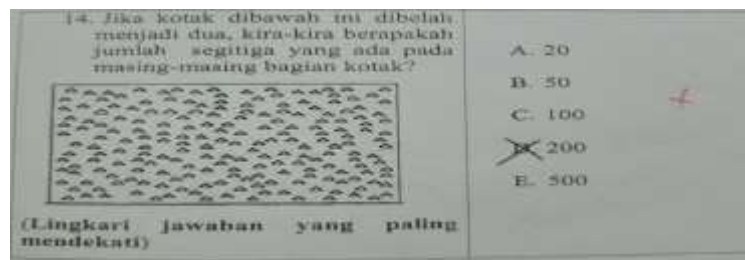 14. Jika kotak dibawah ini dibelah
menjadi dua, kira-kira berapakah
jumlah segitiga yang ada pada
masing-masing bagian kotak?
(Lingkari jawaban yang paling
mendekati)
A. 20
B. 50
C. 100
D. 200
E. 500